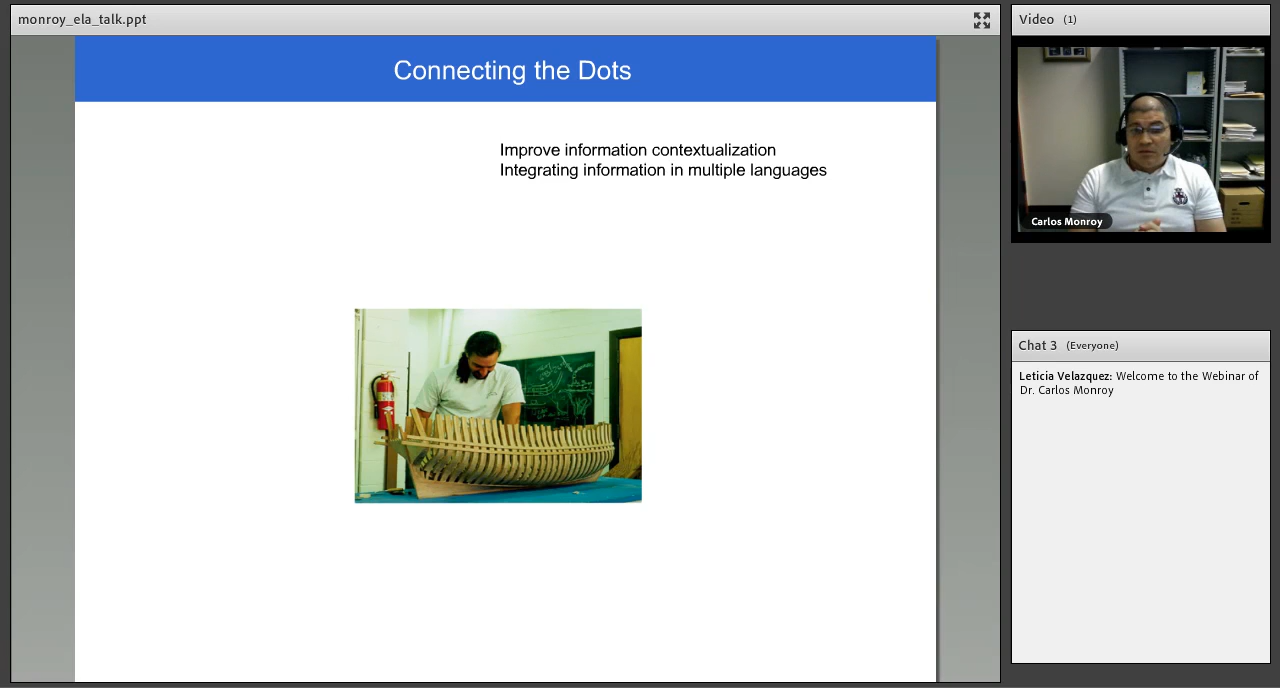 monroy_ela_talk.ppt
Connecting the Dots
Improve information contextualization
Integrating information in multiple languages
Video (1)
Carlos Monroy
Chat 3 (Everyone)
Leticia Velazquez: Welcome to the Webinar of
Dr. Carlos Monroy